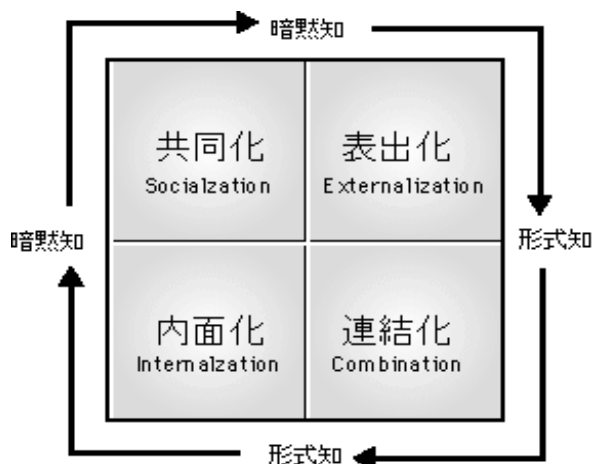 暗黙知
共同化
Socialzation
表出化
Externalization
暗黙知
形式知
内面化
Internalzation
連結化
Combination
形式知